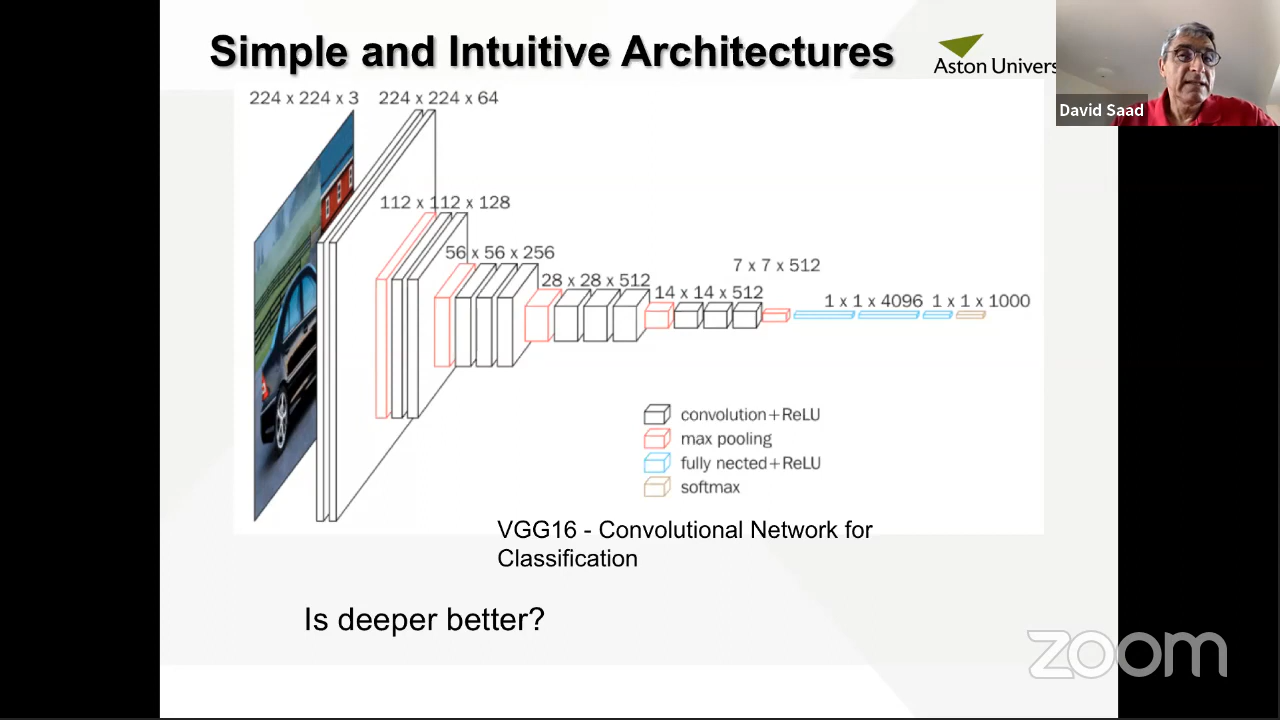 Simple and Intuitive Architectures
Aston Univers
David Saad
224 x 224 x 3
224 x 224 x 64
112 x 112 x 128
56 x 56 x 256
28 x 28 x 512
14 x 14 x 512
7 x 7 x 512
1 x 1 x 4096
1 x 1 x 1000
convolution+ReLU
max pooling
fully nected+ReLU
softmax
VGG16 - Convolutional Network for
Classification
Is deeper better?
zoom